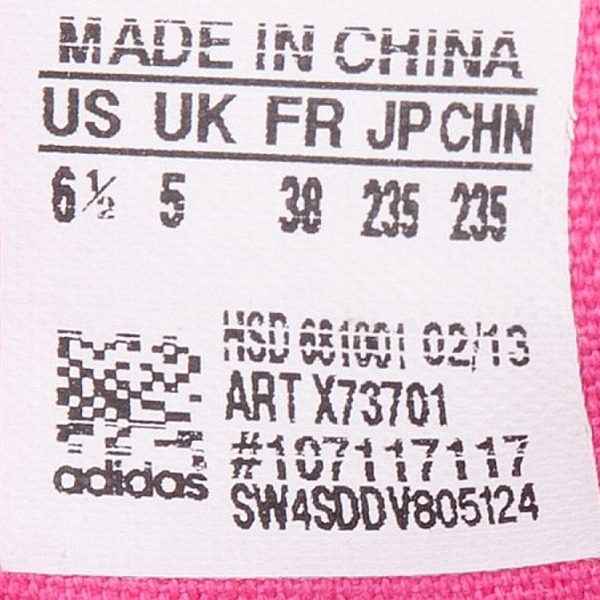 MADE IN CHINA
US UK FR JP CHN
6½ 5 38 235 235
HSD 681001 02/13
ART X73701
#107117117
adidas
SW4SDDV805124